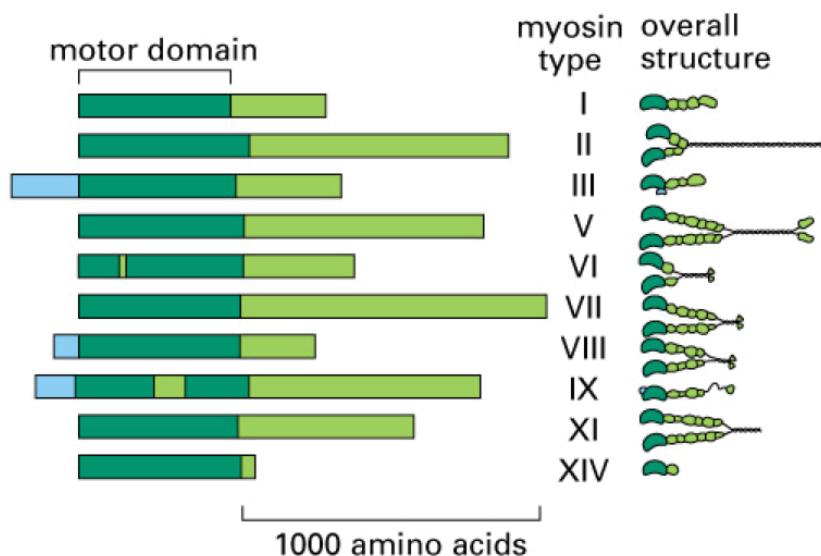 motor domain
myosin type
overall structure
I
II
III
V
VI
VII
VIII
IX
XI
XIV
1000 amino acids